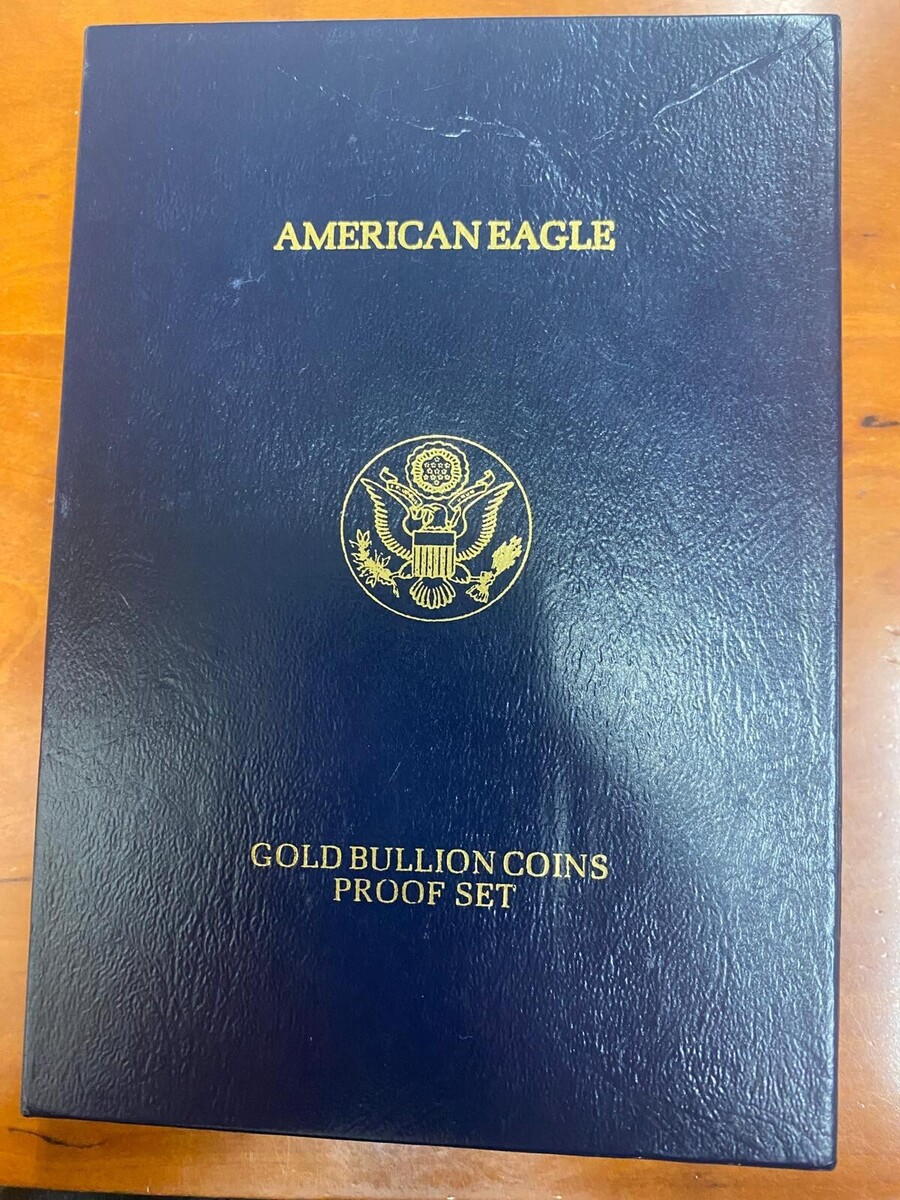 AMERICAN EAGLE
GOLD BULLION COINS
PROOF SET